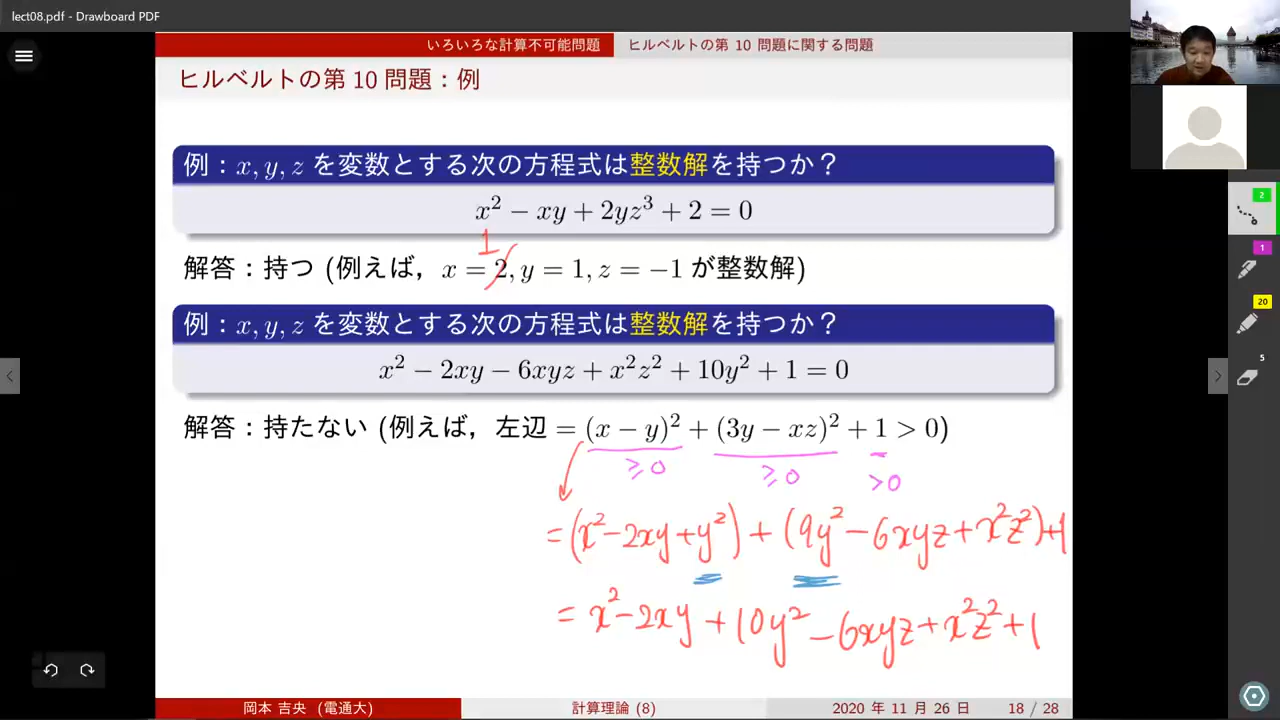 lect08.pdf - Drawboard PDF
いろいろな計算不可能問題 ヒルベルトの第 10 問題に関する問題
ヒルベルトの第 10 問題：例
例：x, y, z を変数とする次の方程式は整数解を持つか？
x² − xy + 2yz³ + 2 = 0
1
解答：持つ (例えば，x = 2, y = 1, z = −1 が整数解)
例：x, y, z を変数とする次の方程式は整数解を持つか？
x² − 2xy − 6xyz + x²z² + 10y² + 1 = 0
解答：持たない (例えば，左辺 = (x − y)² + (3y − xz)² + 1 > 0)
≥0 ≥0 >0
= (x² − 2xy + y²) + (9y² − 6xyz + x²z²) + 1
= x² − 2xy + 10y² − 6xyz + x²z² + 1
岡本 吉央 (電通大) 計算理論 (8) 2020 年 11 月 26 日 18 / 28
2
1
20
5